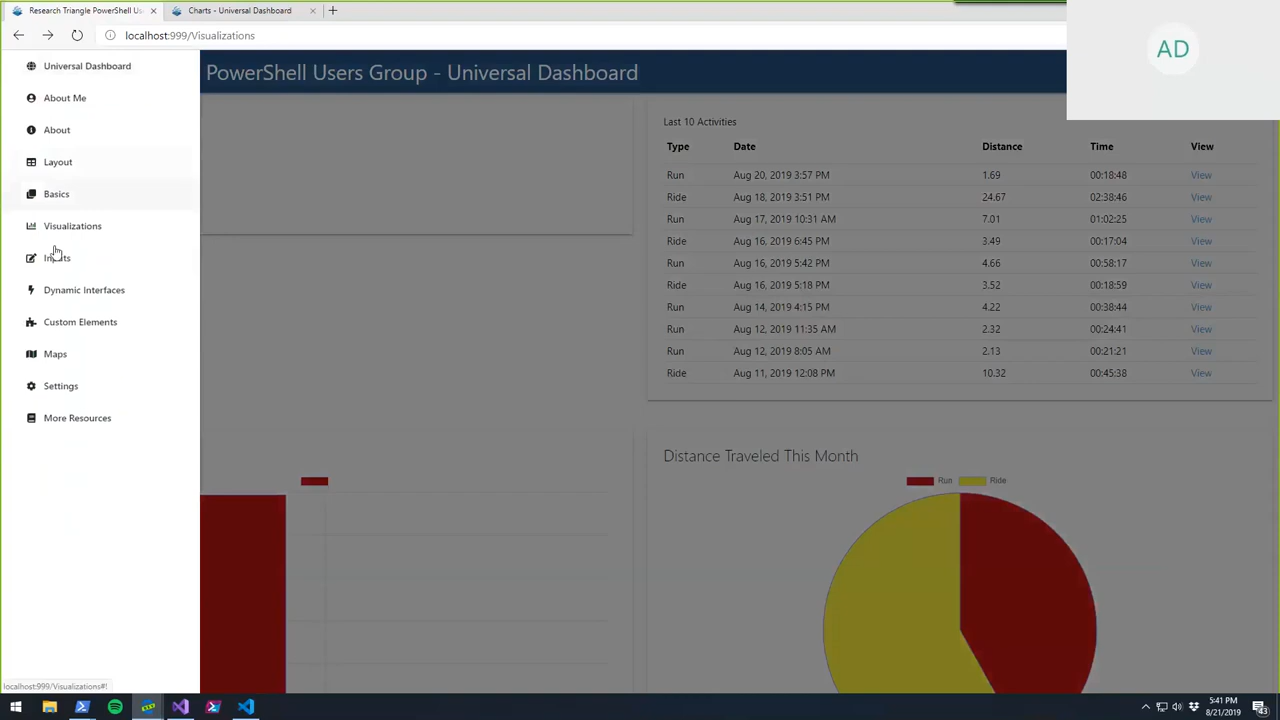 Research Triangle PowerShell Us
Charts - Universal Dashboard
localhost:999/Visualizations
AD
Universal Dashboard
About Me
About
Layout
Basics
Visualizations
Inputs
Dynamic Interfaces
Custom Elements
Maps
Settings
More Resources
PowerShell Users Group - Universal Dashboard
Last 10 Activities
Type Date Distance Time View
Run Aug 20, 2019 3:57 PM 1.69 00:18:48 View
Ride Aug 18, 2019 3:51 PM 24.67 02:38:46 View
Run Aug 17, 2019 10:31 AM 7.01 01:02:25 View
Ride Aug 16, 2019 6:45 PM 3.49 00:17:04 View
Run Aug 16, 2019 5:42 PM 4.66 00:58:17 View
Ride Aug 16, 2019 5:18 PM 3.52 00:18:59 View
Run Aug 14, 2019 4:15 PM 4.22 00:38:44 View
Run Aug 12, 2019 11:35 AM 2.32 00:24:41 View
Run Aug 12, 2019 8:05 AM 2.13 00:21:21 View
Ride Aug 11, 2019 12:08 PM 10.32 00:45:38 View
Distance Traveled This Month
Run Ride
localhost:999/Visualizations#!
5:41 PM
8/21/2019
43